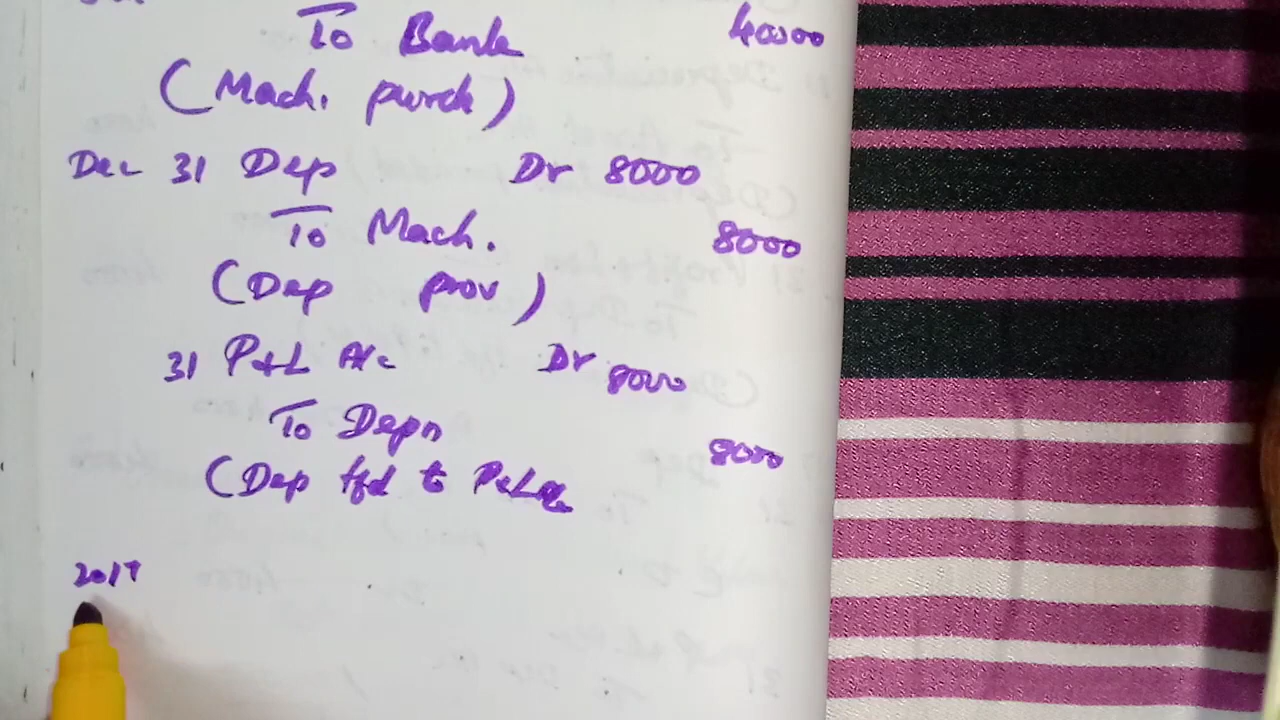 To Bank 40000
(Mach. purch)
Dec 31 Dep Dr 8000
To Mach. 8000
(Dep prov)
31 P+L A/c Dr 8000
To Depn 8000
(Dep tfd to P+L
2017